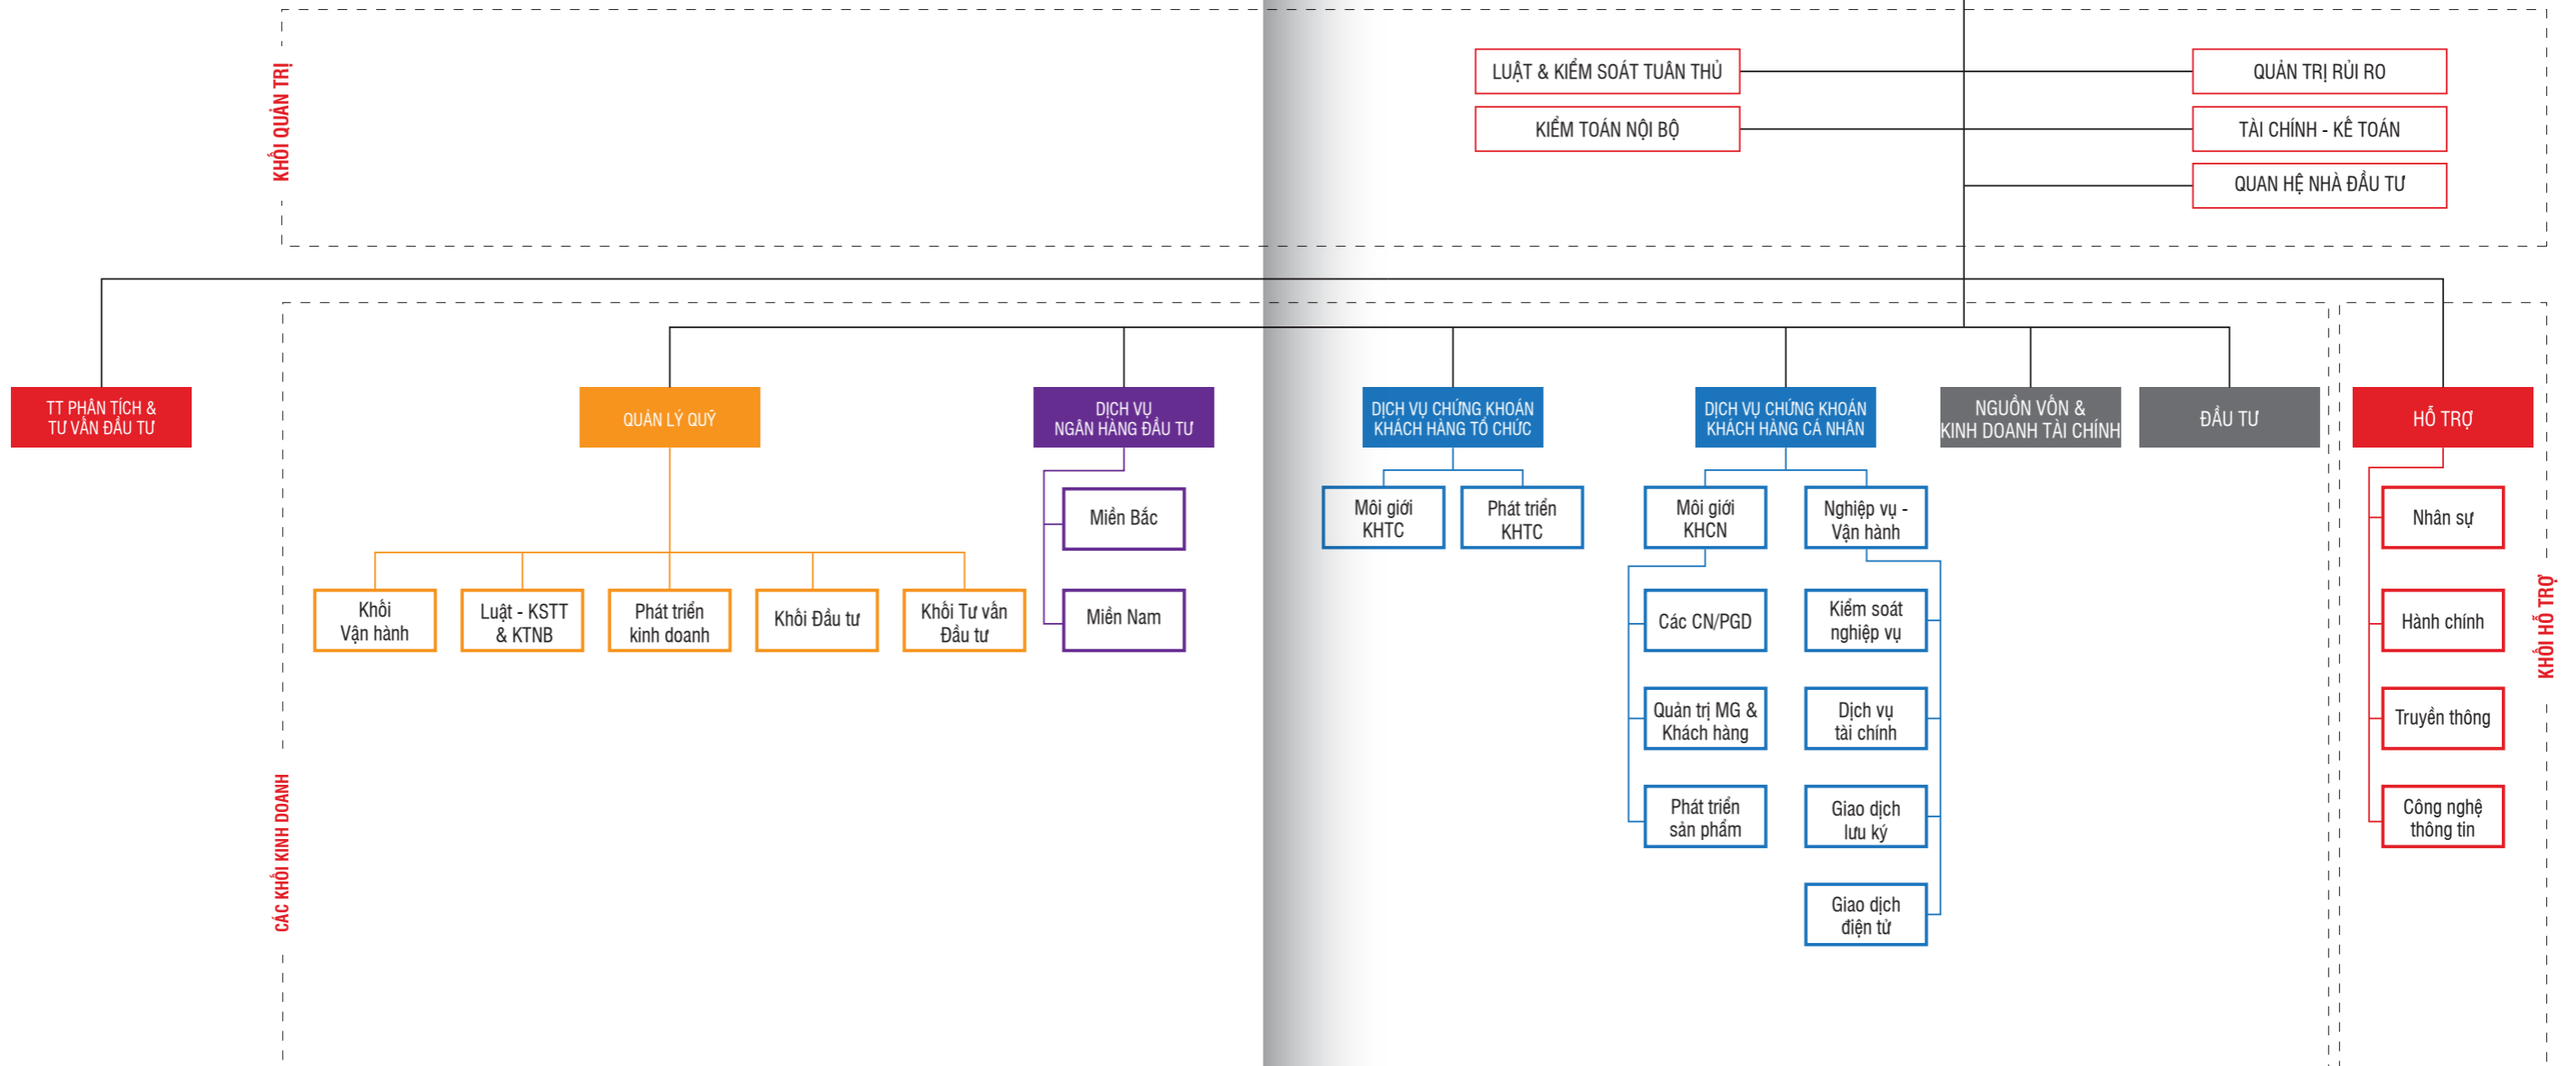 KHỐI QUẢN TRỊ
LUẬT & KIỂM SOÁT TUÂN THỦ
QUẢN TRỊ RỦI RO
KIỂM TOÁN NỘI BỘ
TÀI CHÍNH - KẾ TOÁN
QUAN HỆ NHÀ ĐẦU TƯ
TT PHÂN TÍCH &
TƯ VẤN ĐẦU TƯ
QUẢN LÝ QUỸ
DỊCH VỤ
NGÂN HÀNG ĐẦU TƯ
DỊCH VỤ CHỨNG KHOÁN
KHÁCH HÀNG TỔ CHỨC
DỊCH VỤ CHỨNG KHOÁN
KHÁCH HÀNG CÁ NHÂN
NGUỒN VỐN &
KINH DOANH TÀI CHÍNH
ĐẦU TƯ
HỖ TRỢ
CÁC KHỐI KINH DOANH
Khối
Vận hành
Luật - KSTT
& KTNB
Phát triển
kinh doanh
Khối Đầu tư
Khối Tư vấn
Đầu tư
Miền Bắc
Miền Nam
Môi giới
KHTC
Phát triển
KHTC
Môi giới
KHCN
Nghiệp vụ -
Vận hành
Các CN/PGD
Quản trị MG &
Khách hàng
Phát triển
sản phẩm
Kiểm soát
nghiệp vụ
Dịch vụ
tài chính
Giao dịch
lưu ký
Giao dịch
điện tử
Nhân sự
Hành chính
Truyền thông
Công nghệ
thông tin
KHỐI HỖ TRỢ